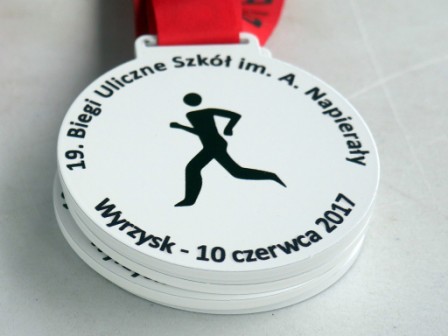 19. Biegi Uliczne Szkół im. A. Napierały
Wyrzysk - 10 czerwca 2017